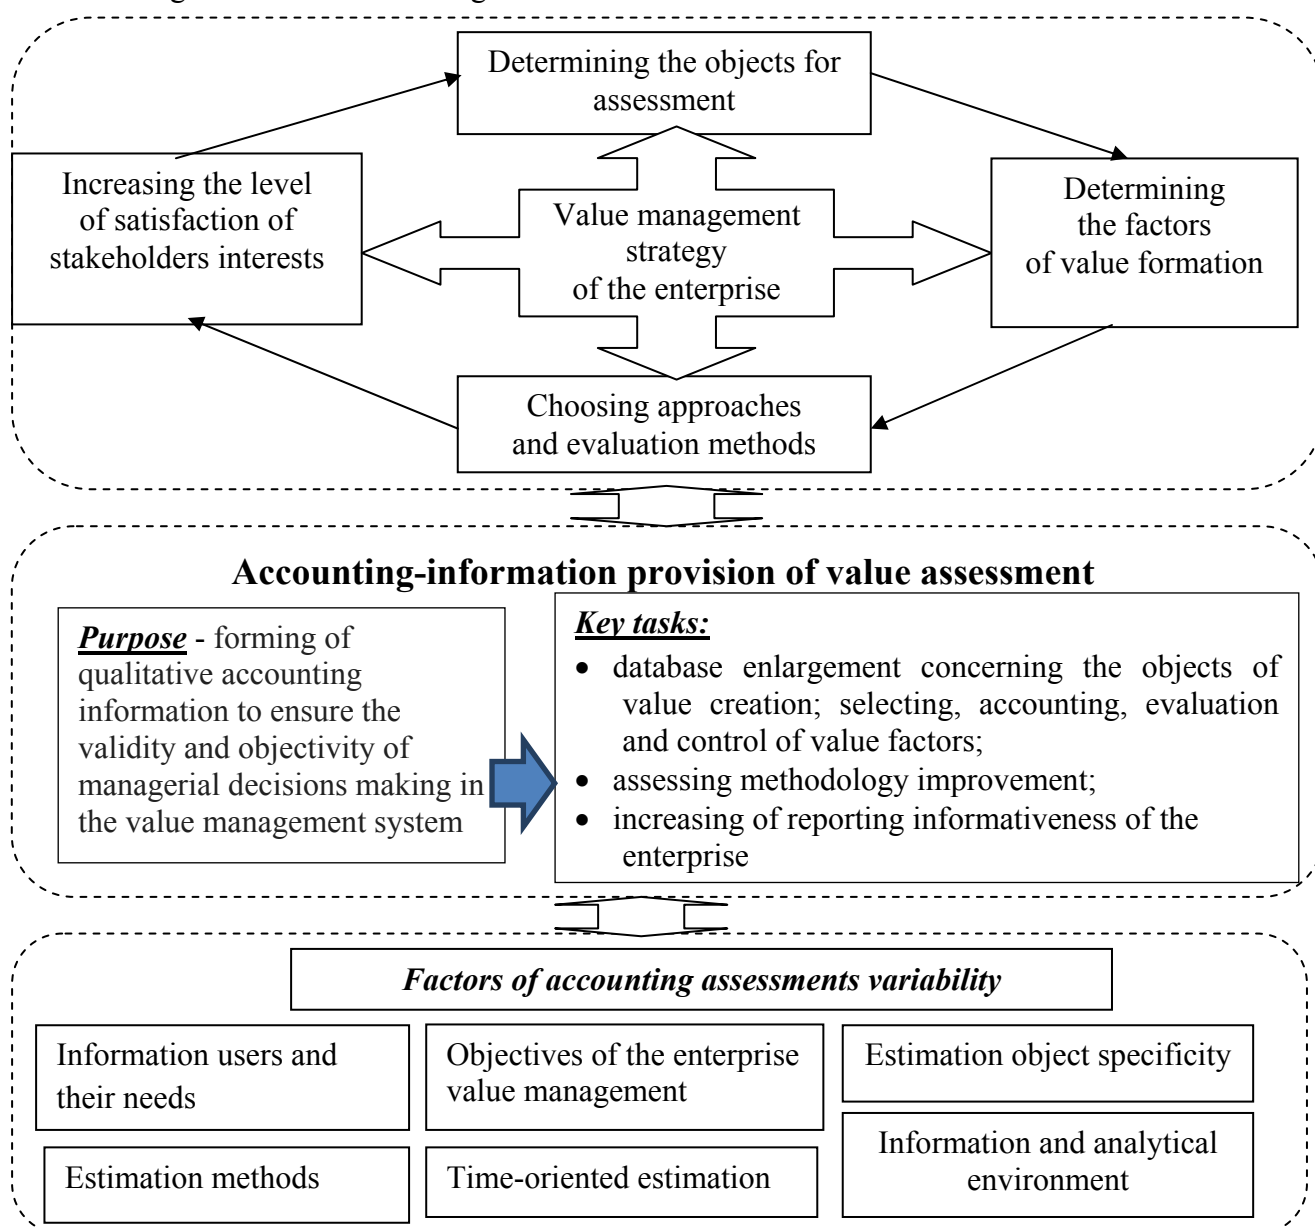 Determining the objects for
assessment
Increasing the level
of satisfaction of
stakeholders interests
Value management
strategy
of the enterprise
Determining
the factors
of value formation
Choosing approaches
and evaluation methods
Accounting-information provision of value assessment
Purpose - forming of
qualitative accounting
information to ensure the
validity and objectivity of
managerial decisions making in
the value management system
Key tasks:
• database enlargement concerning the objects of
value creation; selecting, accounting, evaluation
and control of value factors;
• assessing methodology improvement;
• increasing of reporting informativeness of the
enterprise
Factors of accounting assessments variability
Information users and
their needs
Objectives of the enterprise
value management
Estimation object specificity
Estimation methods
Time-oriented estimation
Information and analytical
environment